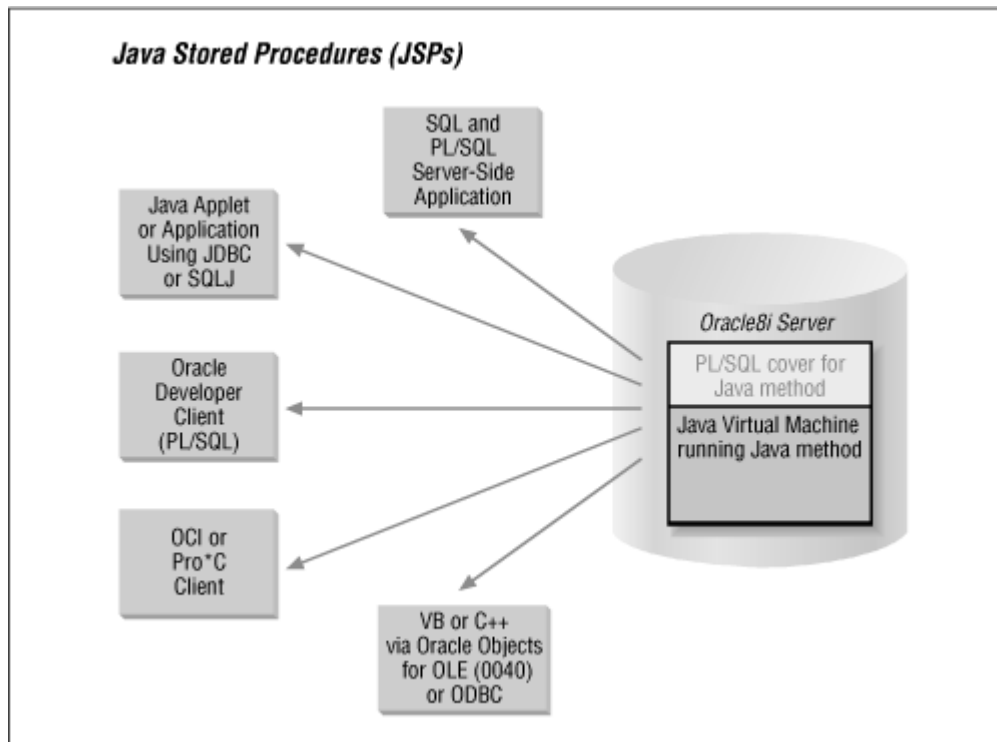 Java Stored Procedures (JSPs)
SQL and
PL/SQL
Server-Side
Application
Java Applet
or Application
Using JDBC
or SQLJ
Oracle
Developer
Client
(PL/SQL)
OCI or
Pro*C
Client
VB or C++
via Oracle Objects
for OLE (0040)
or ODBC
Oracle8i Server
PL/SQL cover for
Java method
Java Virtual Machine
running Java method